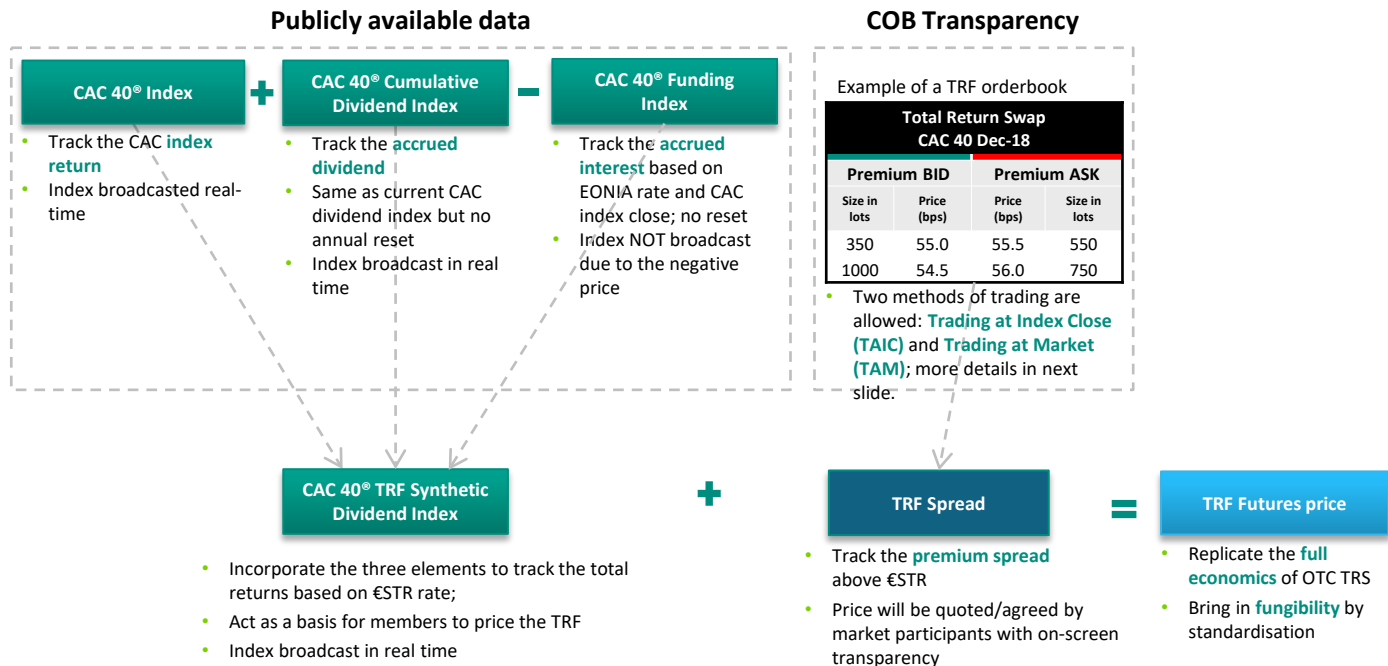 Publicly available data
CAC 40® Index
+
CAC 40® Cumulative
Dividend Index
−
CAC 40® Funding
Index
• Track the CAC index
return
• Index broadcasted real-
time
• Track the accrued
dividend
• Same as current CAC
dividend index but no
annual reset
• Index broadcast in real
time
• Track the accrued
interest based on
EONIA rate and CAC
index close; no reset
• Index NOT broadcast
due to the negative
price
COB Transparency
Example of a TRF orderbook
Total Return Swap
CAC 40 Dec-18
Premium BID Premium ASK
Size in
lots
Price
(bps)
Price
(bps)
Size in
lots
350 55.0 55.5 550
1000 54.5 56.0 750
• Two methods of trading are
allowed: Trading at Index Close
(TAIC) and Trading at Market
(TAM); more details in next
slide.
CAC 40® TRF Synthetic
Dividend Index
+
TRF Spread
=
TRF Futures price
• Incorporate the three elements to track the total
returns based on €STR rate;
• Act as a basis for members to price the TRF
• Index broadcast in real time
• Track the premium spread
above €STR
• Price will be quoted/agreed by
market participants with on-screen
transparency
• Replicate the full
economics of OTC TRS
• Bring in fungibility by
standardisation